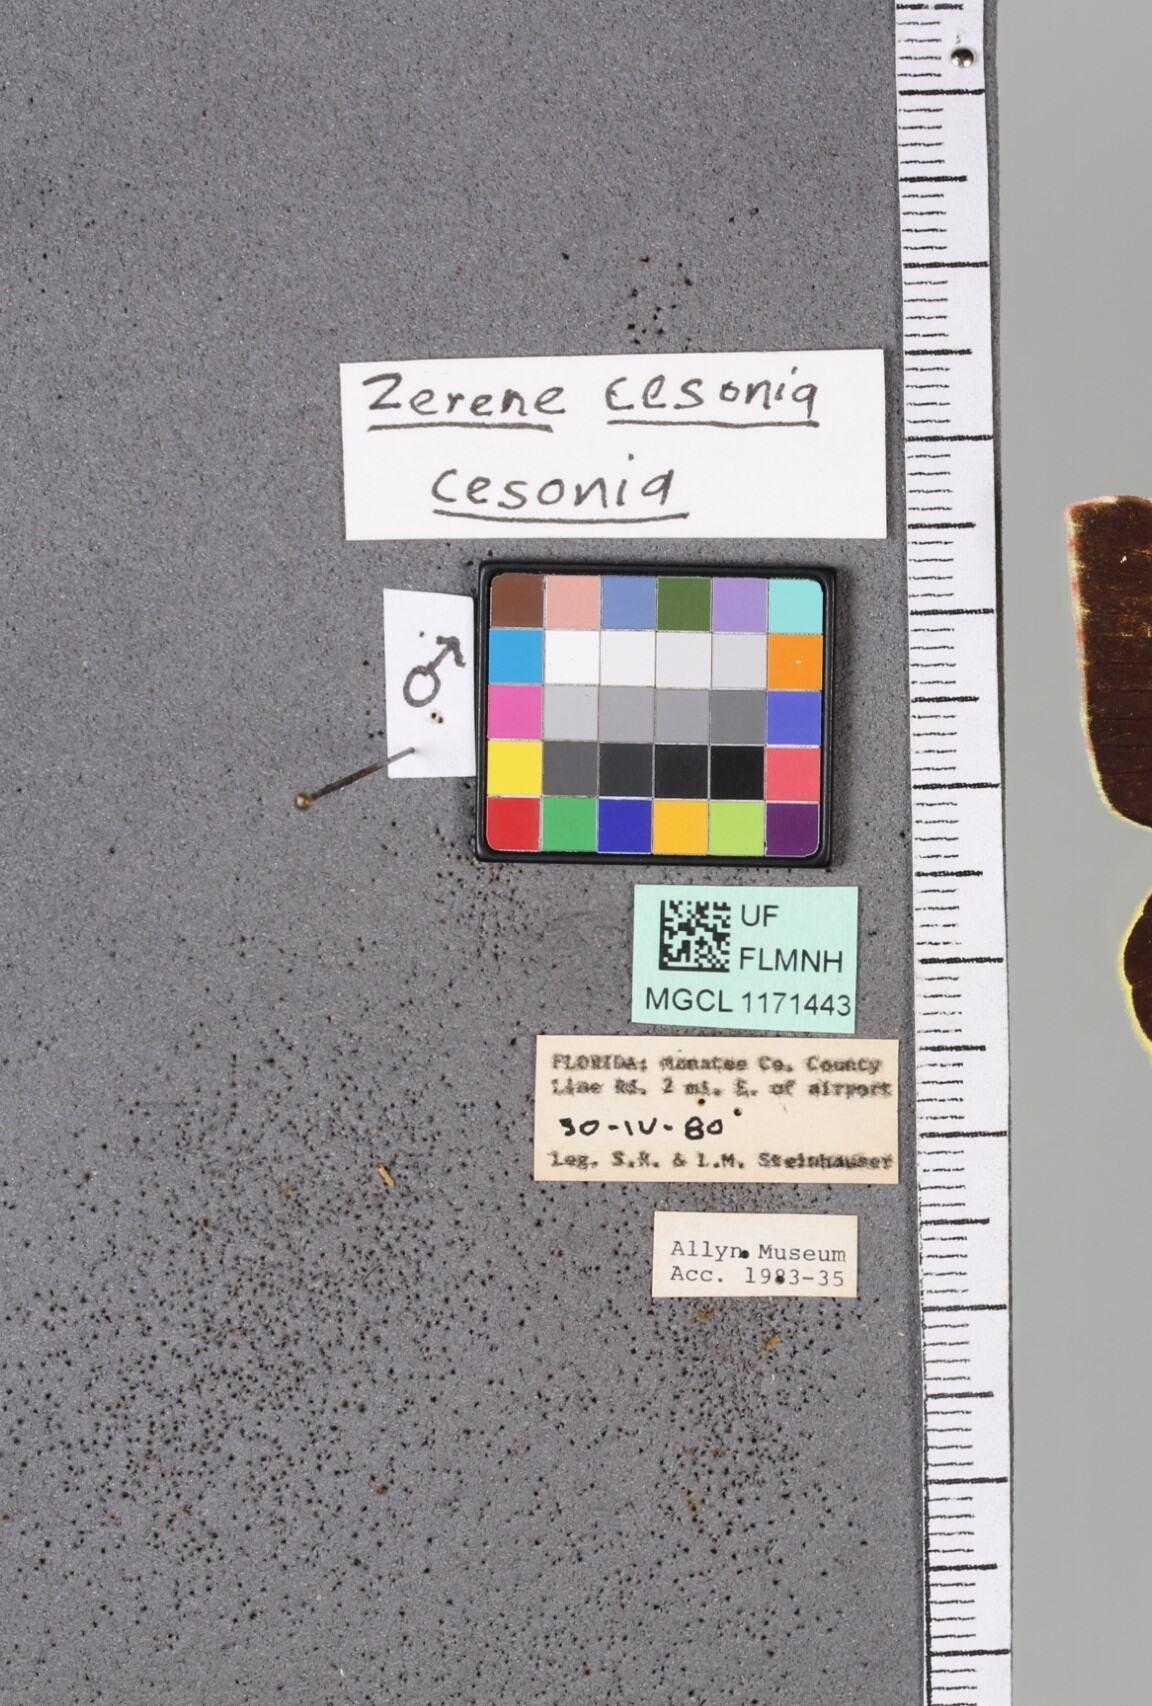 Zerene cesonia
cesonia
♂
UF
FLMNH
MGCL 1171443
FLORIDA: Manatee Co. County
Line Rd. 2 mi. E. of airport
30-IV-80
Leg. S.R. & L.M. Steinhauser
Allyn Museum
Acc. 1983-35